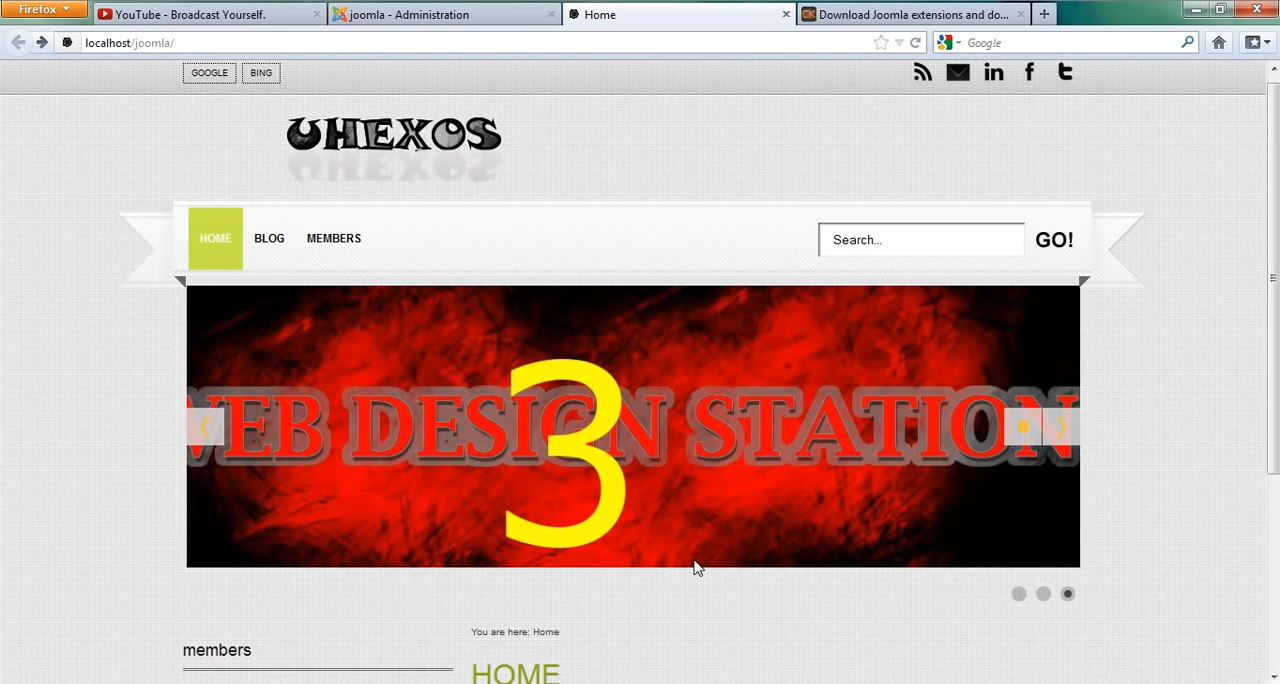 Firefox
YouTube - Broadcast Yourself.
joomla - Administration
Home
Download Joomla extensions and do...
localhost/joomla/
Google
GOOGLE
BING
UHEXOS
HOME
BLOG
MEMBERS
Search...
GO!
WEB DESIGN STATION
3
You are here: Home
members
HOME